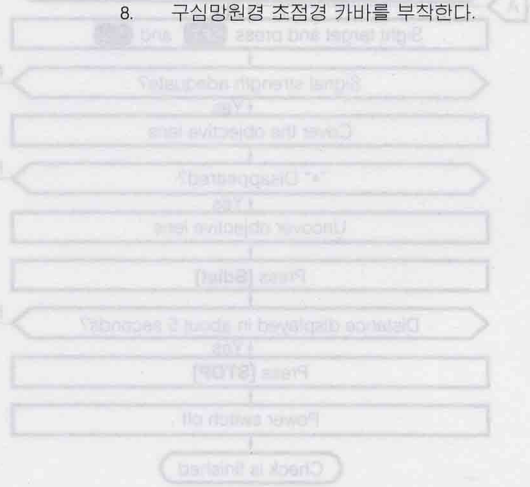 8. 구심망원경 초점경 카바를 부착한다.
Sight target and press and
Signal strength adequate?
Yes
Cover the objective lens
"*" Disappeared?
Yes
Uncover objective lens
Press [Sdist]
Distance displayed in about 5 seconds?
Yes
Press [STOP]
Power switch off
Check is finished